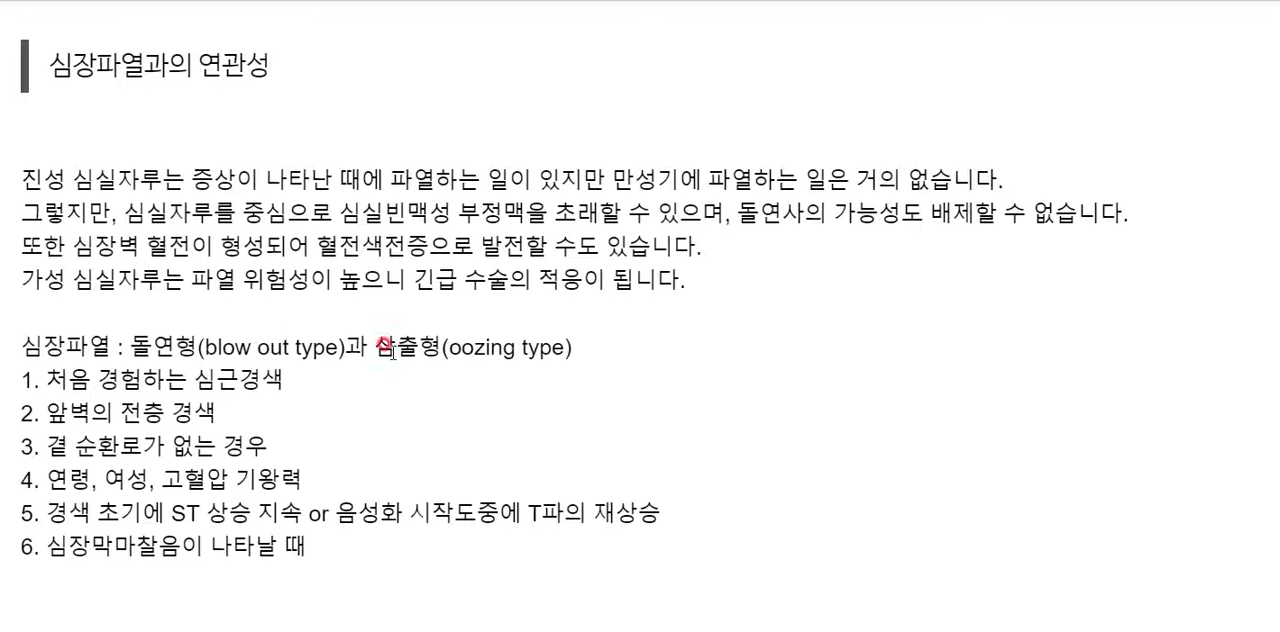 심장파열과의 연관성
진성 심실자루는 증상이 나타난 때에 파열하는 일이 있지만 만성기에 파열하는 일은 거의 없습니다.
그렇지만, 심실자루를 중심으로 심실빈맥성 부정맥을 초래할 수 있으며, 돌연사의 가능성도 배제할 수 없습니다.
또한 심장벽 혈전이 형성되어 혈전색전증으로 발전할 수도 있습니다.
가성 심실자루는 파열 위험성이 높으니 긴급 수술의 적응이 됩니다.
심장파열 : 돌연형(blow out type)과 삼출형(oozing type)
1. 처음 경험하는 심근경색
2. 앞벽의 전층 경색
3. 곁 순환로가 없는 경우
4. 연령, 여성, 고혈압 기왕력
5. 경색 초기에 ST 상승 지속 or 음성화 시작도중에 T파의 재상승
6. 심장막마찰음이 나타날 때